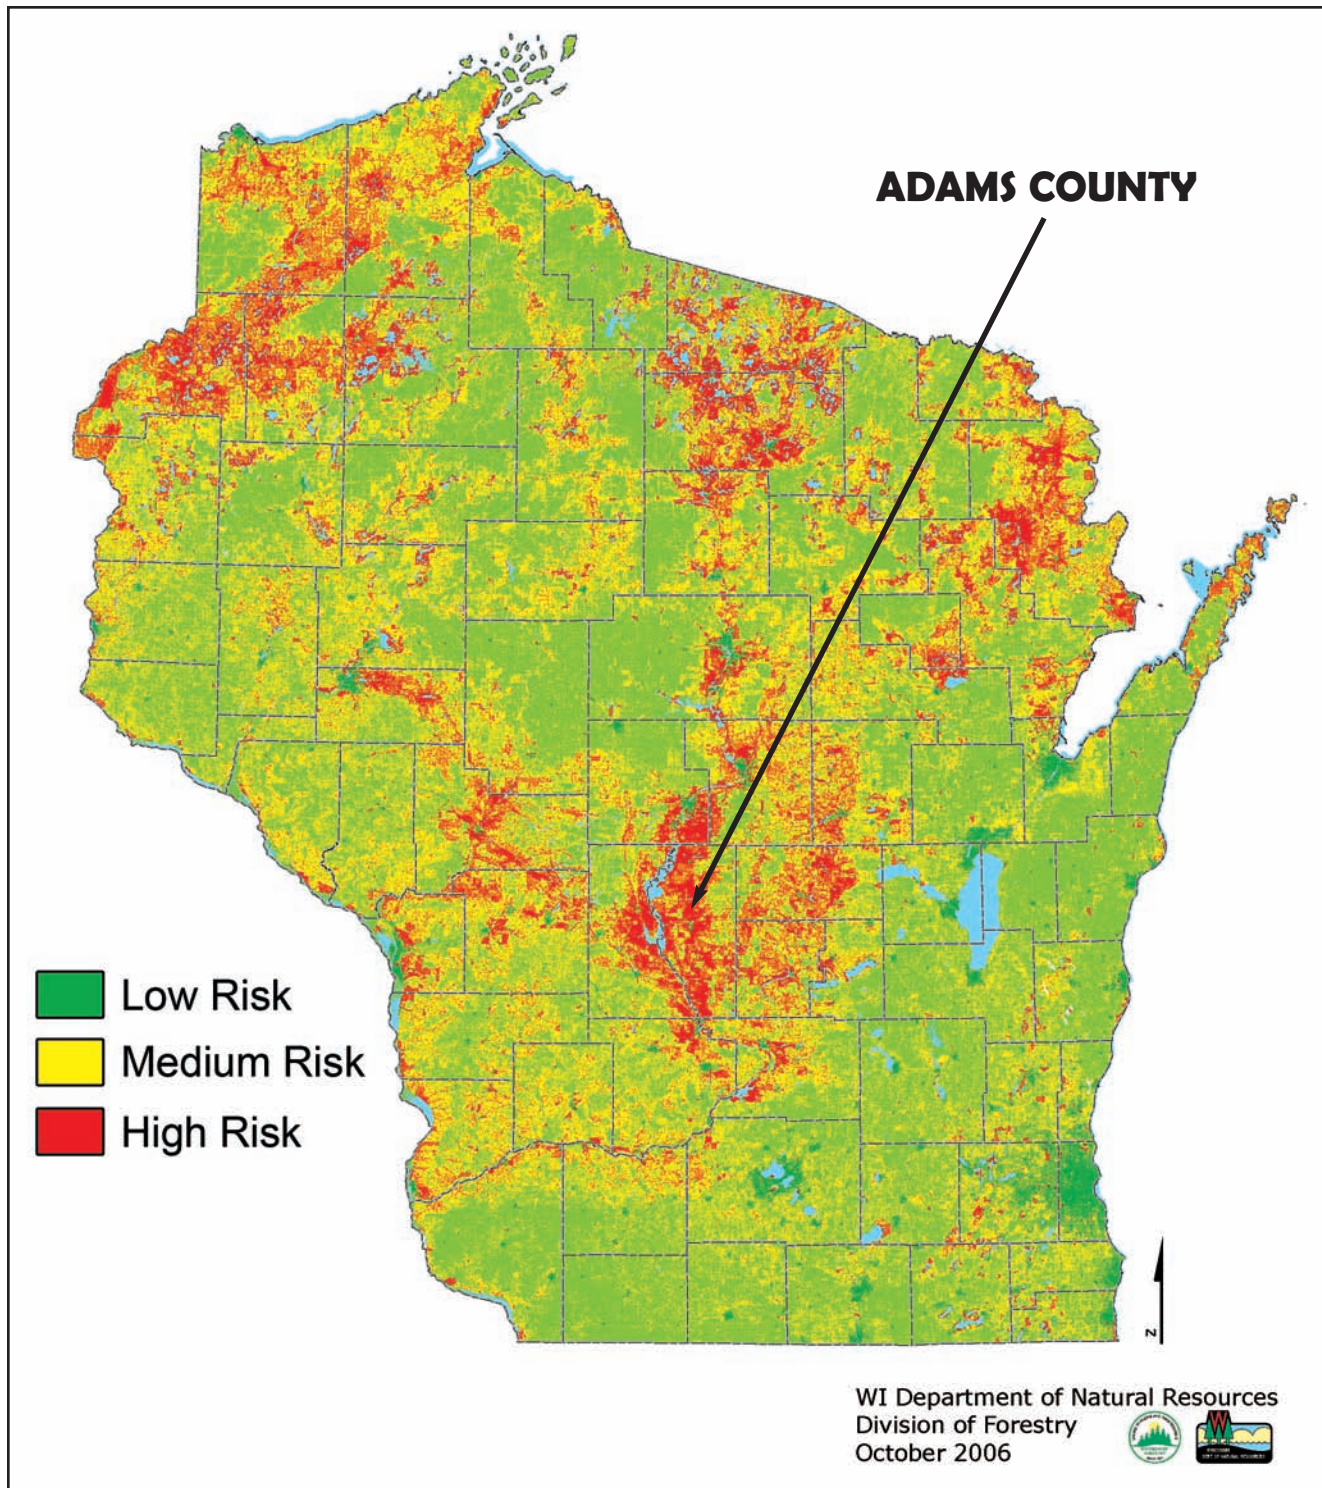 ADAMS COUNTY
Low Risk
Medium Risk
High Risk
N
WI Department of Natural Resources
Division of Forestry
October 2006